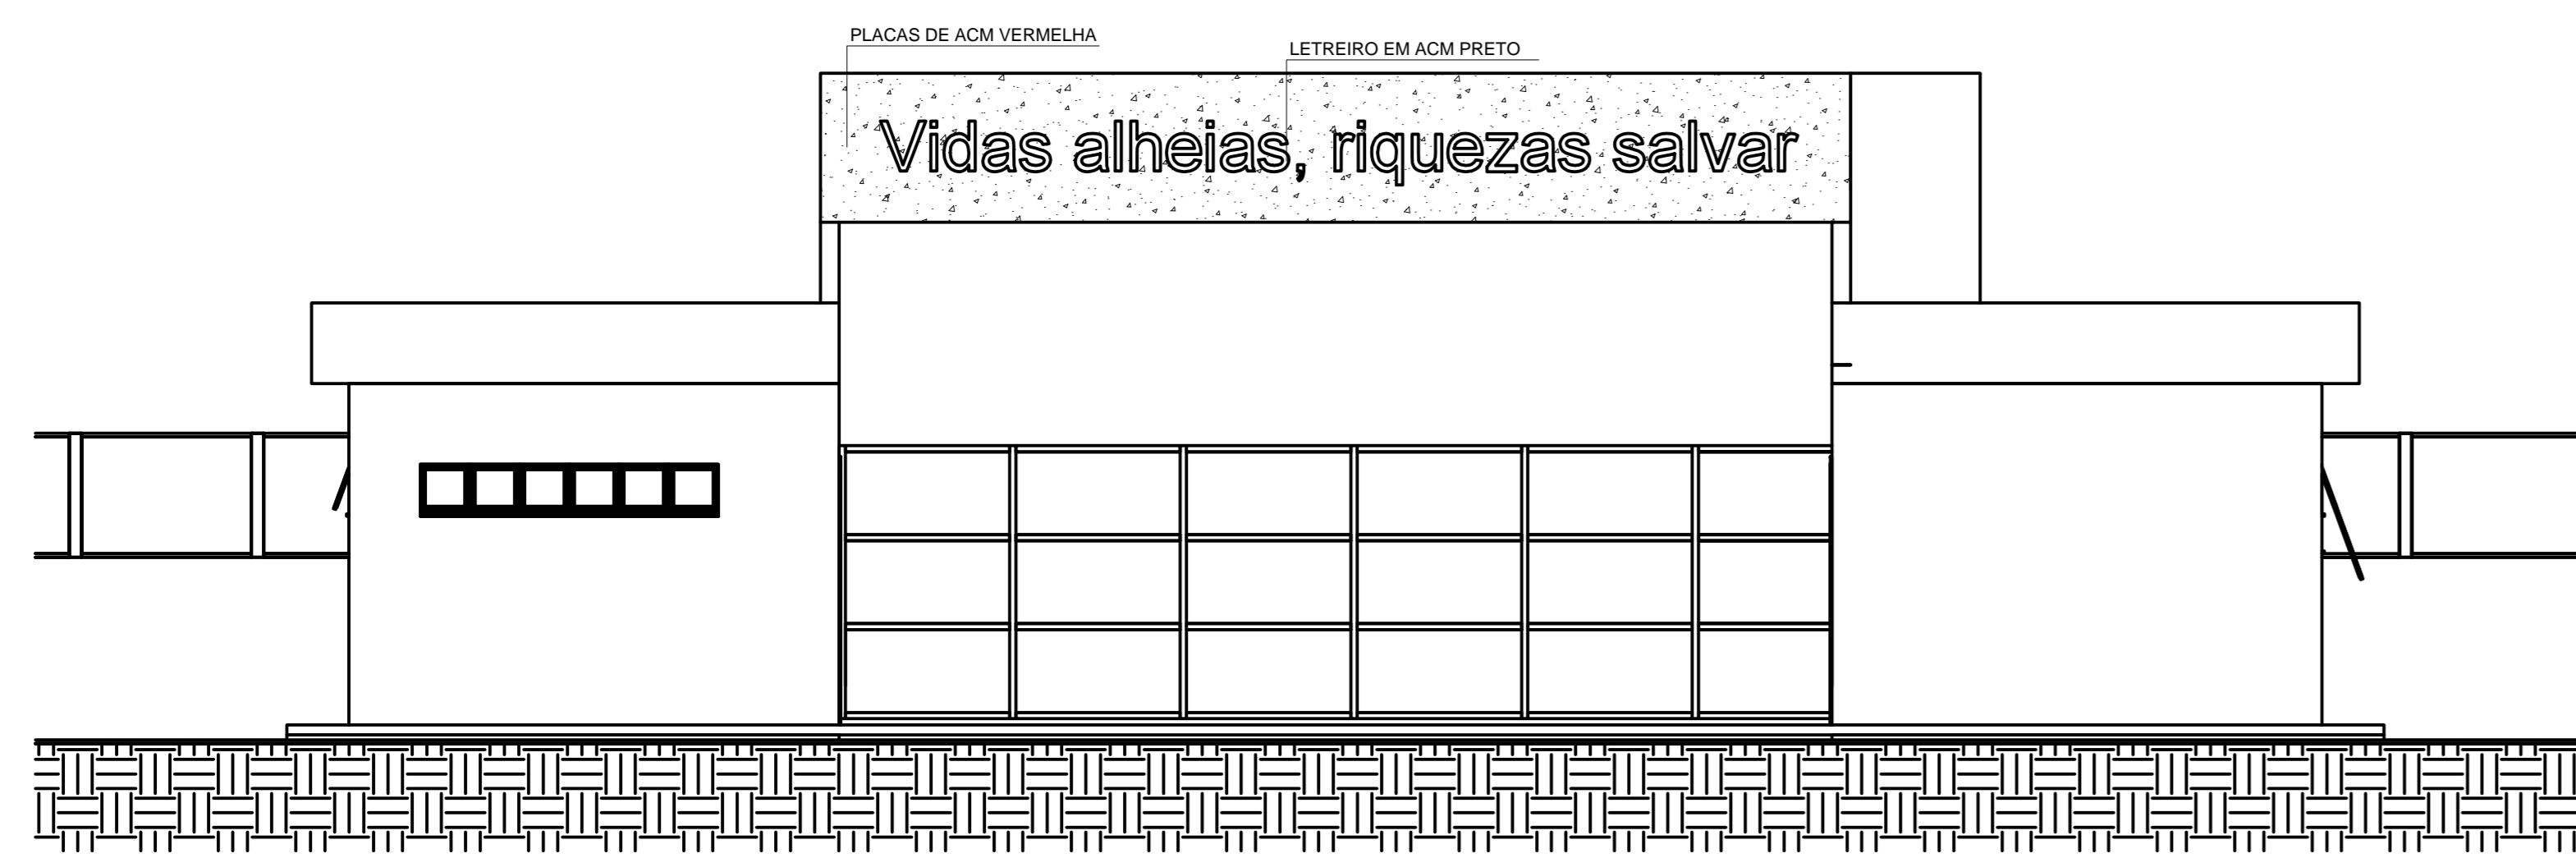 PLACAS DE ACM VERMELHA
LETREIRO EM ACM PRETO
Vidas alheias, riquezas salvar